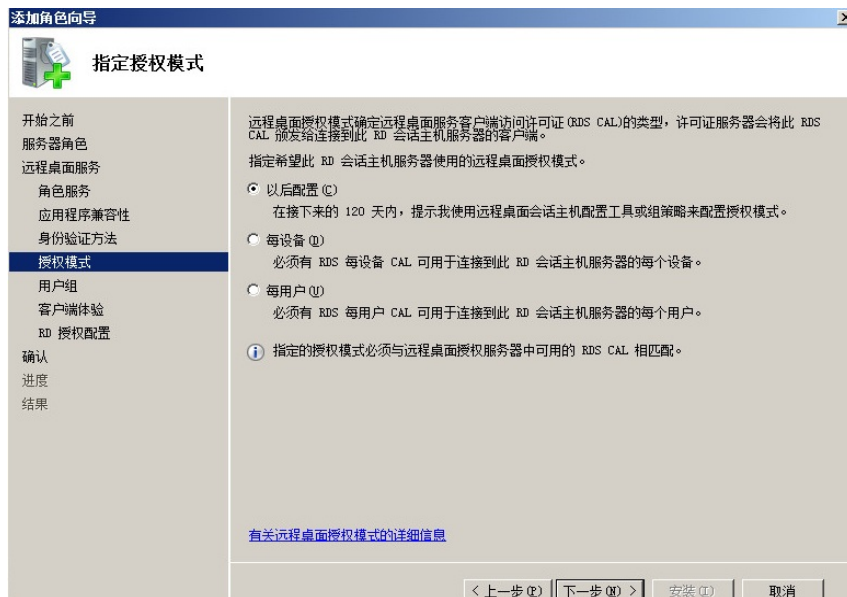 添加角色向导
指定授权模式
开始之前
服务器角色
远程桌面服务
角色服务
应用程序兼容性
身份验证方法
授权模式
用户组
客户端体验
RD 授权配置
确认
进度
结果
远程桌面授权模式确定远程桌面服务客户端访问许可证(RDS CAL)的类型，许可证服务器会将此 RDS
CAL 颁发给连接到此 RD 会话主机服务器的客户端。
指定希望此 RD 会话主机服务器使用的远程桌面授权模式。
以后配置(C)
在接下来的 120 天内，提示我使用远程桌面会话主机配置工具或组策略来配置授权模式。
每设备(D)
必须有 RDS 每设备 CAL 可用于连接到此 RD 会话主机服务器的每个设备。
每用户(U)
必须有 RDS 每用户 CAL 可用于连接到此 RD 会话主机服务器的每个用户。
指定的授权模式必须与远程桌面授权服务器中可用的 RDS CAL 相匹配。
有关远程桌面授权模式的详细信息
< 上一步(P) 下一步(N) > 安装(I) 取消